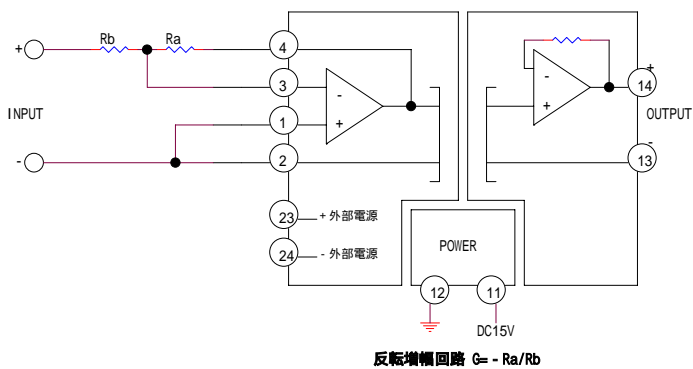 Rb Ra
+
4
3
INPUT
-
+
1
-
2
-
+
+
14
OUTPUT
-
13
23
+ 外部電源
24
- 外部電源
POWER
12
11
DC15V
反転増幅回路 G= - Ra/Rb